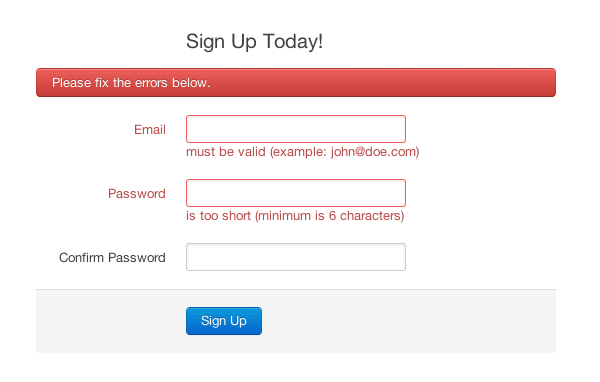 Sign Up Today!
Please fix the errors below.
Email
must be valid (example: john@doe.com)
Password
is too short (minimum is 6 characters)
Confirm Password
Sign Up